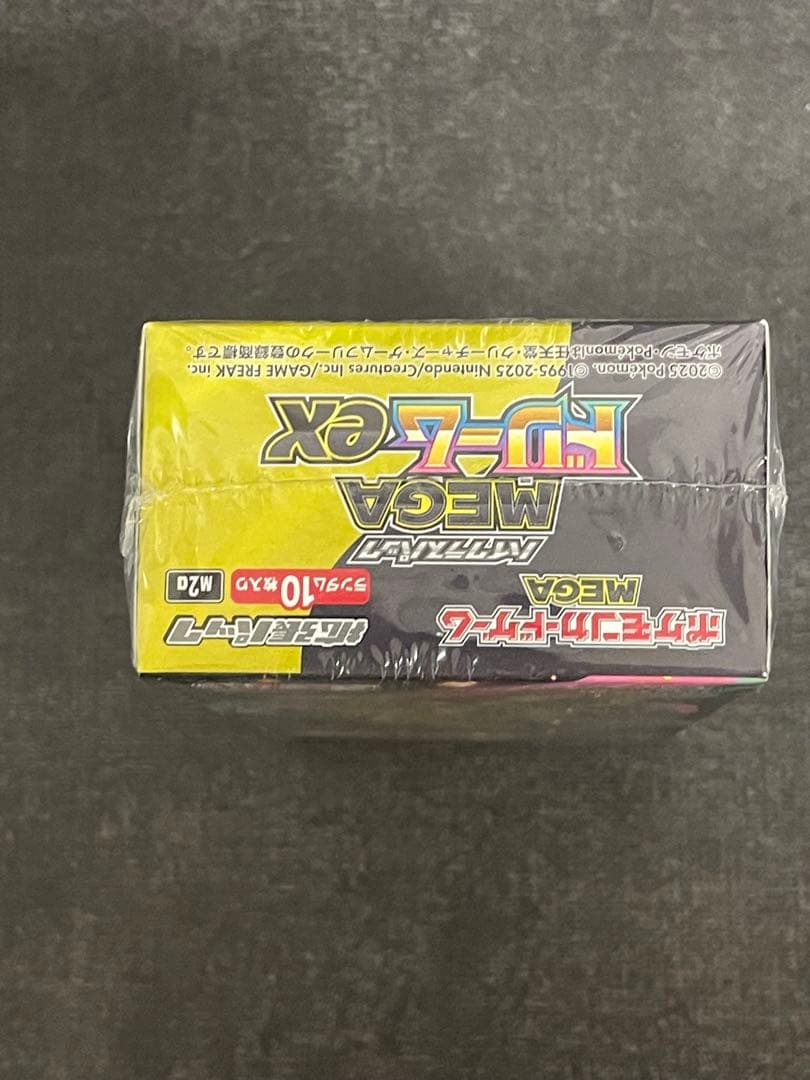 ポケモンカードゲーム
MEGA
拡張パック
ランダム10枚入り
M2a
ハイクラスパック
MEGA
ドリームex
©2025 Pokémon. ©1995-2025 Nintendo/Creatures Inc./GAME FREAK inc.
ポケモン・Pokémonは任天堂・クリーチャーズ・ゲームフリークの登録商標です。